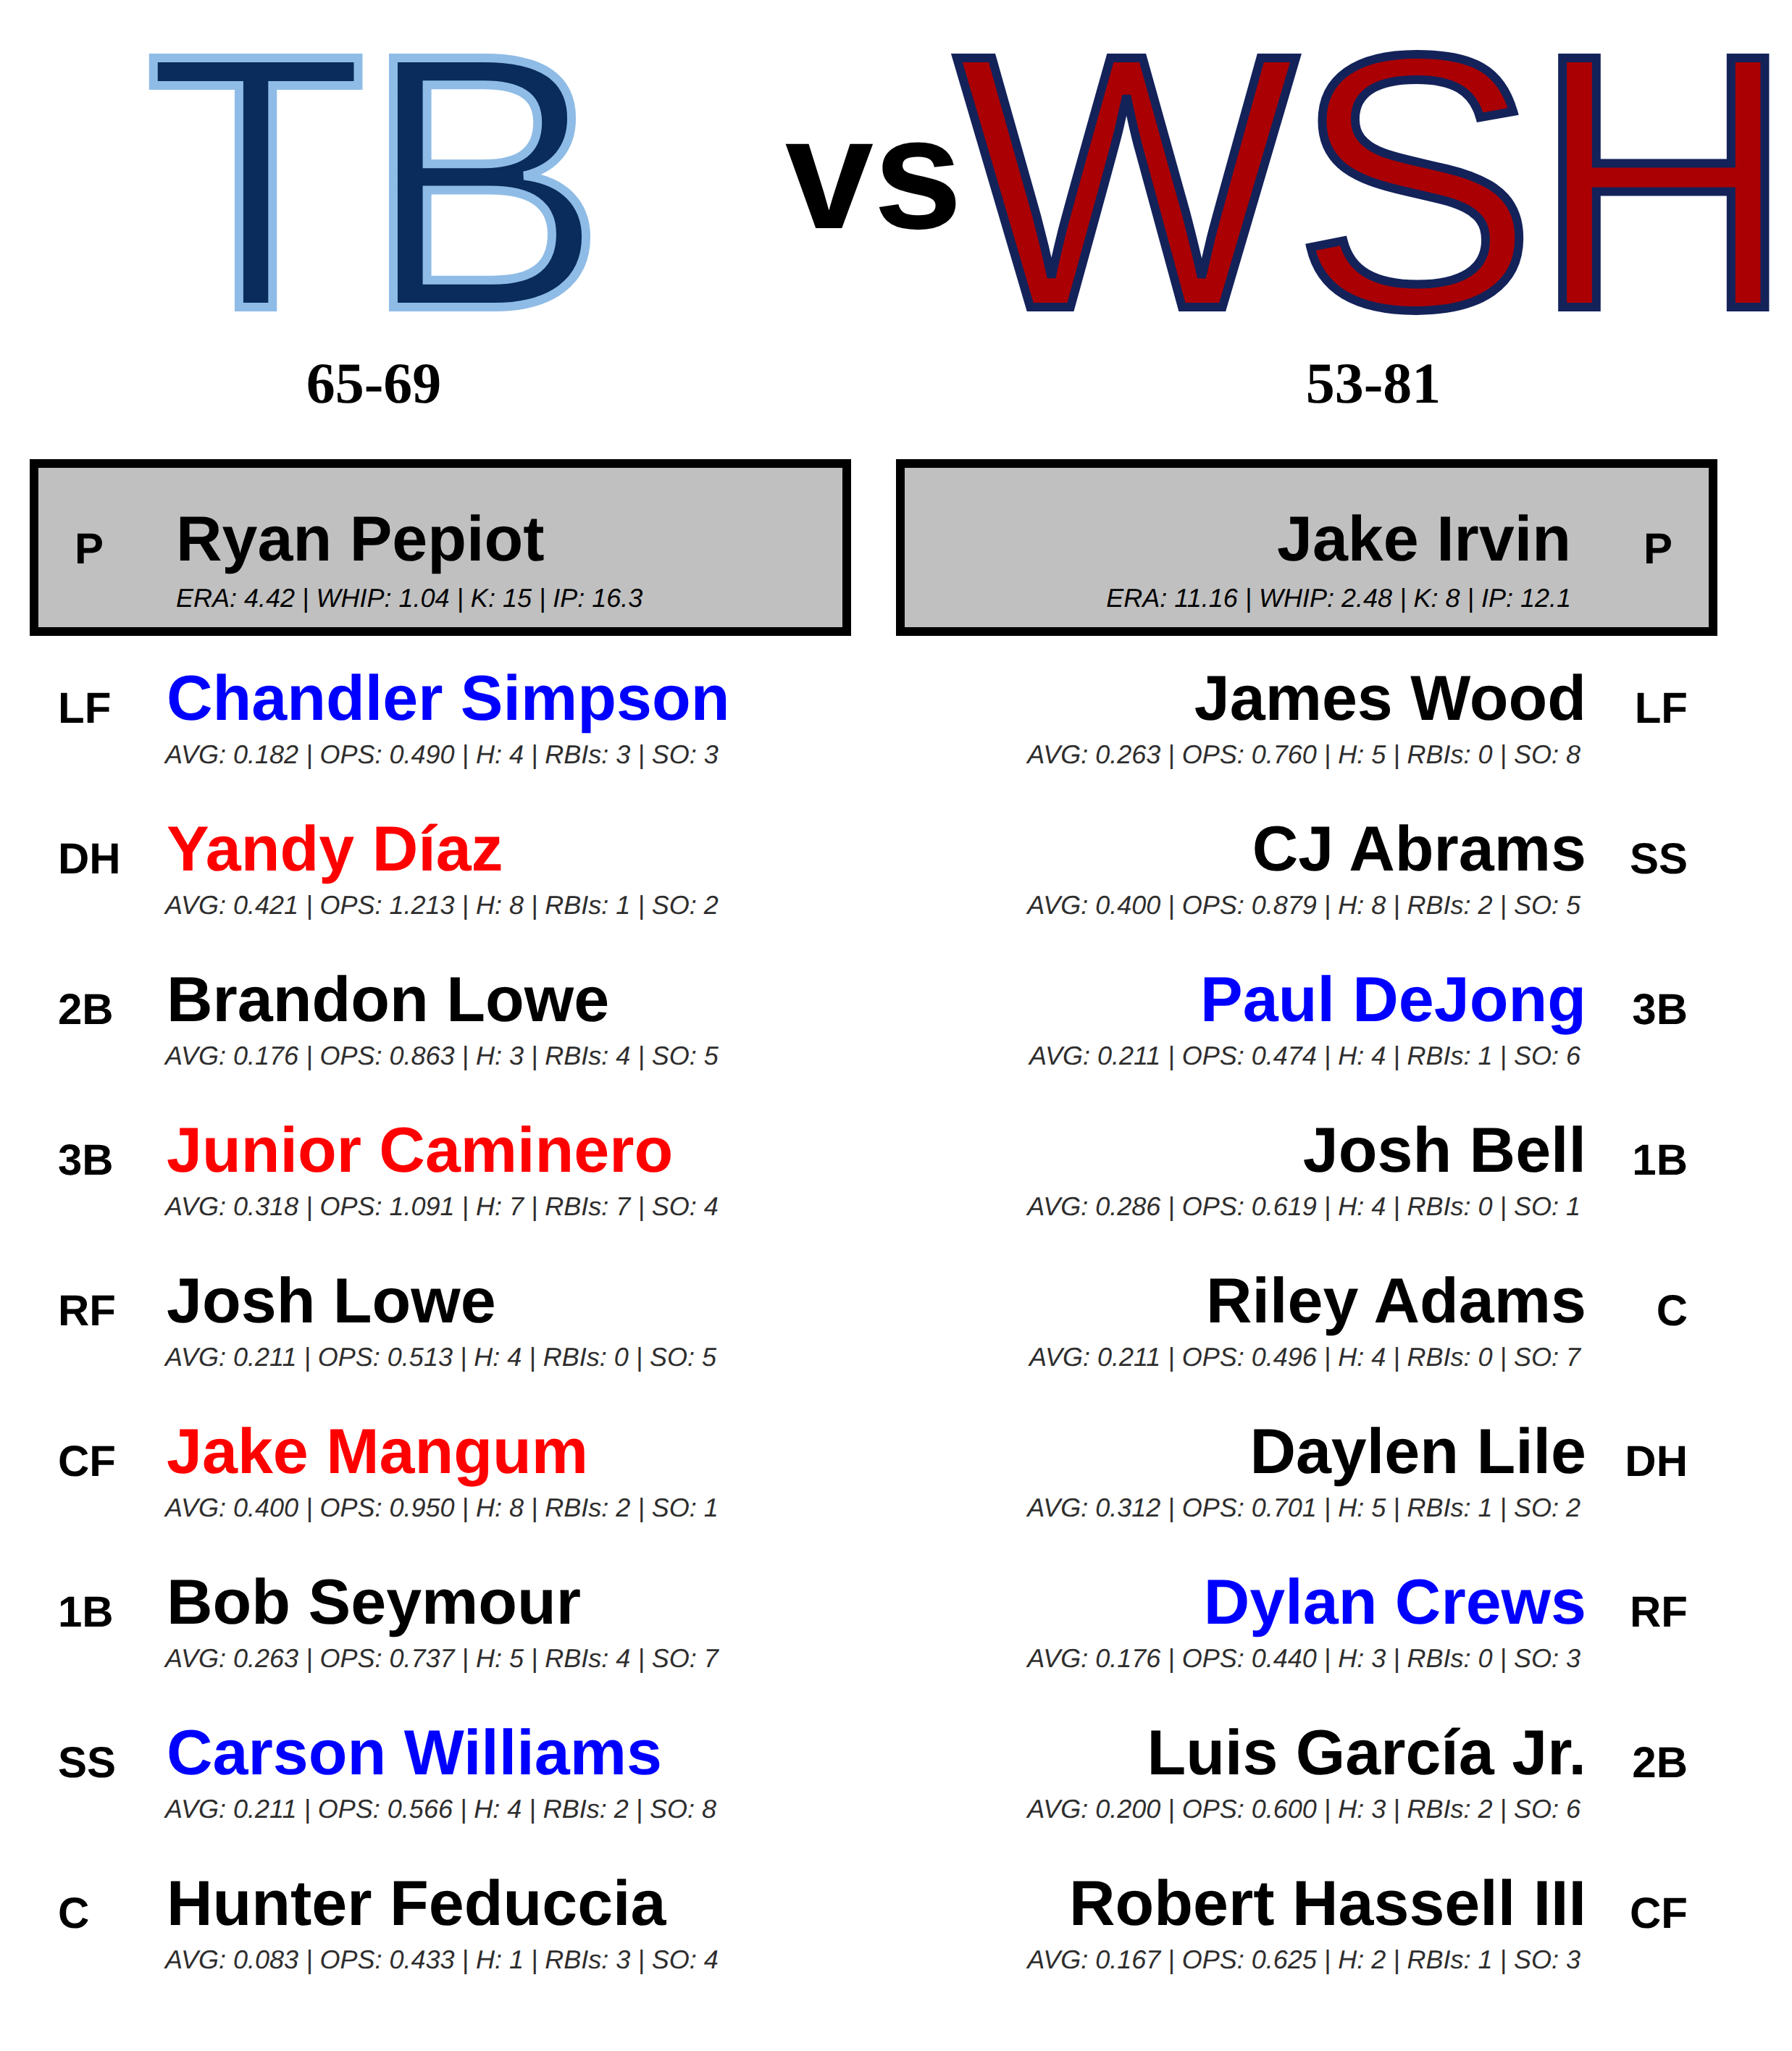 TB vs WSH
65-69
53-81
P Ryan Pepiot
ERA: 4.42 | WHIP: 1.04 | K: 15 | IP: 16.3
Jake Irvin P
ERA: 11.16 | WHIP: 2.48 | K: 8 | IP: 12.1
LF Chandler Simpson
AVG: 0.182 | OPS: 0.490 | H: 4 | RBIs: 3 | SO: 3
DH Yandy Díaz
AVG: 0.421 | OPS: 1.213 | H: 8 | RBIs: 1 | SO: 2
2B Brandon Lowe
AVG: 0.176 | OPS: 0.863 | H: 3 | RBIs: 4 | SO: 5
3B Junior Caminero
AVG: 0.318 | OPS: 1.091 | H: 7 | RBIs: 7 | SO: 4
RF Josh Lowe
AVG: 0.211 | OPS: 0.513 | H: 4 | RBIs: 0 | SO: 5
CF Jake Mangum
AVG: 0.400 | OPS: 0.950 | H: 8 | RBIs: 2 | SO: 1
1B Bob Seymour
AVG: 0.263 | OPS: 0.737 | H: 5 | RBIs: 4 | SO: 7
SS Carson Williams
AVG: 0.211 | OPS: 0.566 | H: 4 | RBIs: 2 | SO: 8
C Hunter Feduccia
AVG: 0.083 | OPS: 0.433 | H: 1 | RBIs: 3 | SO: 4
James Wood LF
AVG: 0.263 | OPS: 0.760 | H: 5 | RBIs: 0 | SO: 8
CJ Abrams SS
AVG: 0.400 | OPS: 0.879 | H: 8 | RBIs: 2 | SO: 5
Paul DeJong 3B
AVG: 0.211 | OPS: 0.474 | H: 4 | RBIs: 1 | SO: 6
Josh Bell 1B
AVG: 0.286 | OPS: 0.619 | H: 4 | RBIs: 0 | SO: 1
Riley Adams C
AVG: 0.211 | OPS: 0.496 | H: 4 | RBIs: 0 | SO: 7
Daylen Lile DH
AVG: 0.312 | OPS: 0.701 | H: 5 | RBIs: 1 | SO: 2
Dylan Crews RF
AVG: 0.176 | OPS: 0.440 | H: 3 | RBIs: 0 | SO: 3
Luis García Jr. 2B
AVG: 0.200 | OPS: 0.600 | H: 3 | RBIs: 2 | SO: 6
Robert Hassell III CF
AVG: 0.167 | OPS: 0.625 | H: 2 | RBIs: 1 | SO: 3